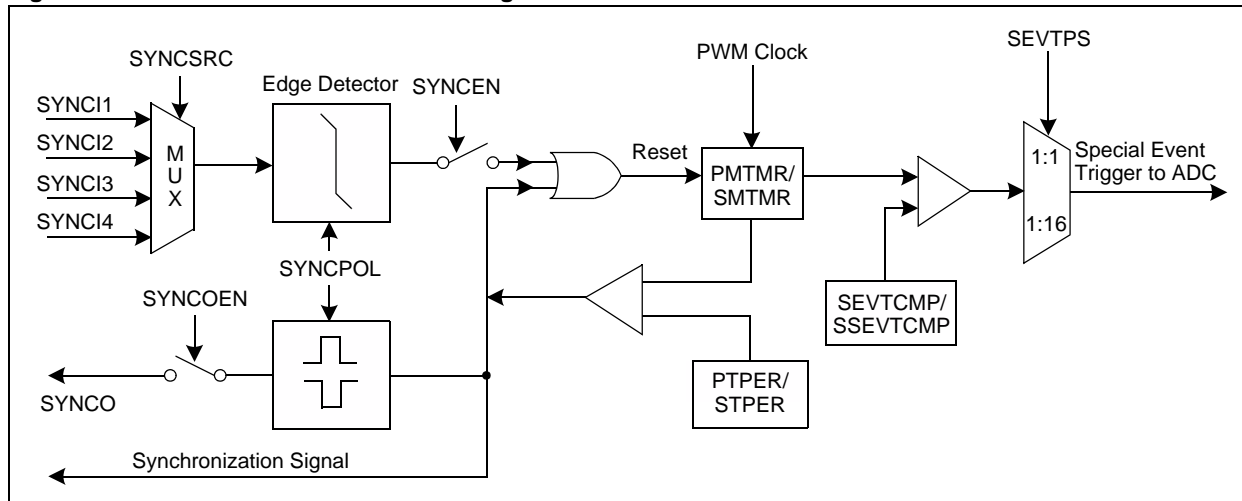 SYNCSRC
SYNCI1
SYNCI2
SYNCI3
SYNCI4
M
U
X
Edge Detector
SYNCEN
SYNCPOL
SYNCOEN
SYNCO
Synchronization Signal
Reset
PWM Clock
PMTMR/
SMTMR
PTPER/
STPER
SEVTCMP/
SSEVTCMP
SEVTPS
1:1
1:16
Special Event
Trigger to ADC